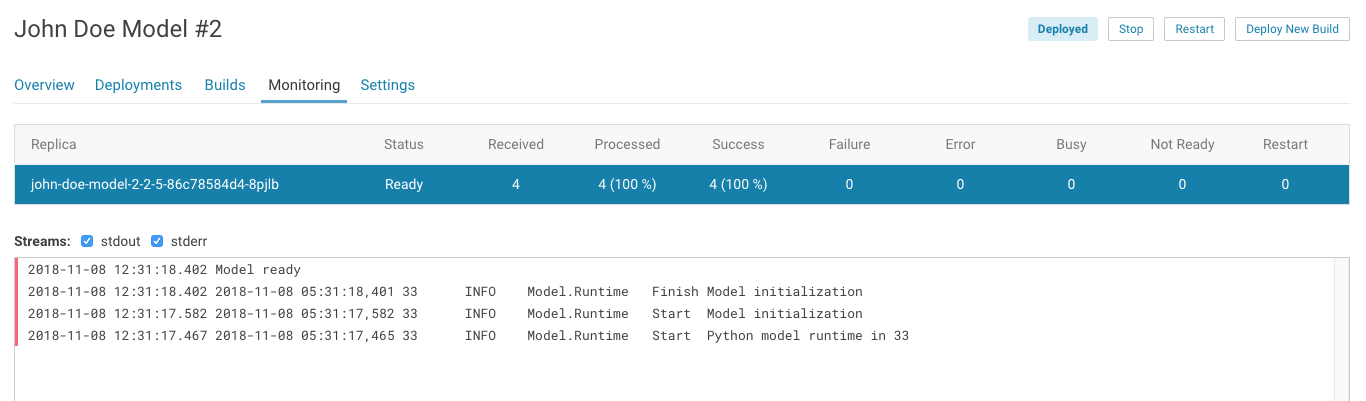 John Doe Model #2
Deployed Stop Restart Deploy New Build
Overview Deployments Builds Monitoring Settings
Replica Status Received Processed Success Failure Error Busy Not Ready Restart
john-doe-model-2-2-5-86c78584d4-8pjlb Ready 4 4 (100 %) 4 (100 %) 0 0 0 0 0
Streams: stdout stderr
2018-11-08 12:31:18.402 Model ready
2018-11-08 12:31:18.402 2018-11-08 05:31:18,401 33 INFO Model.Runtime Finish Model initialization
2018-11-08 12:31:17.582 2018-11-08 05:31:17,582 33 INFO Model.Runtime Start Model initialization
2018-11-08 12:31:17.467 2018-11-08 05:31:17,465 33 INFO Model.Runtime Start Python model runtime in 33